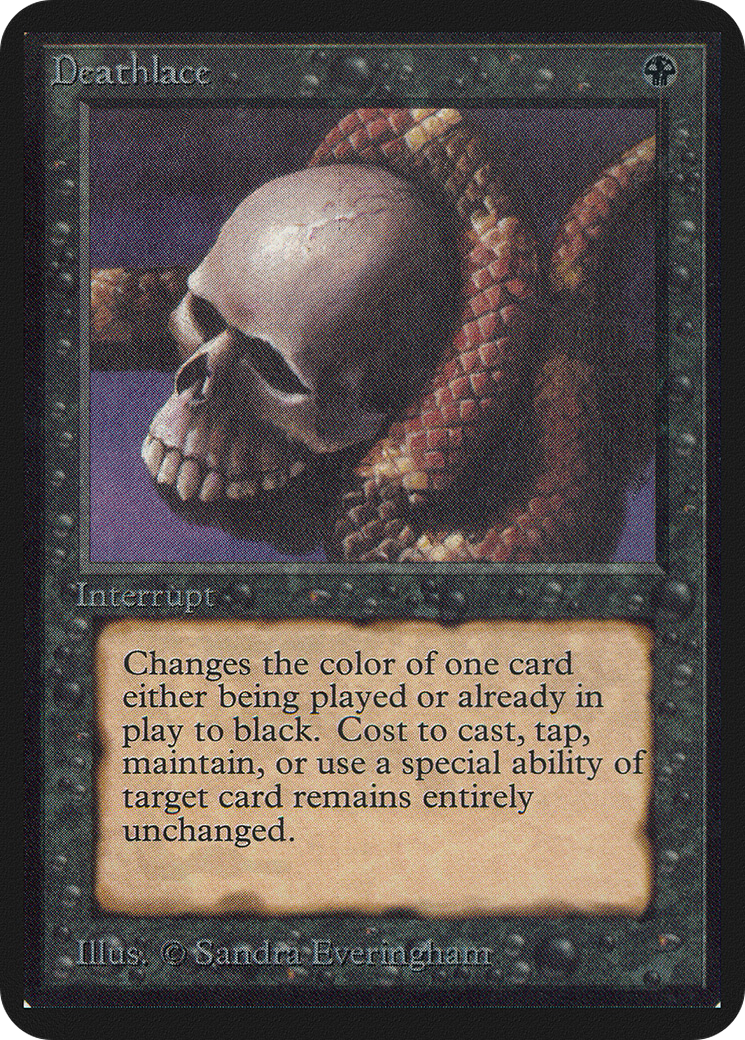 Deathlace
Interrupt
Changes the color of one card
either being played or already in
play to black. Cost to cast, tap,
maintain, or use a special ability of
target card remains entirely
unchanged.
Illus. © Sandra Everingham